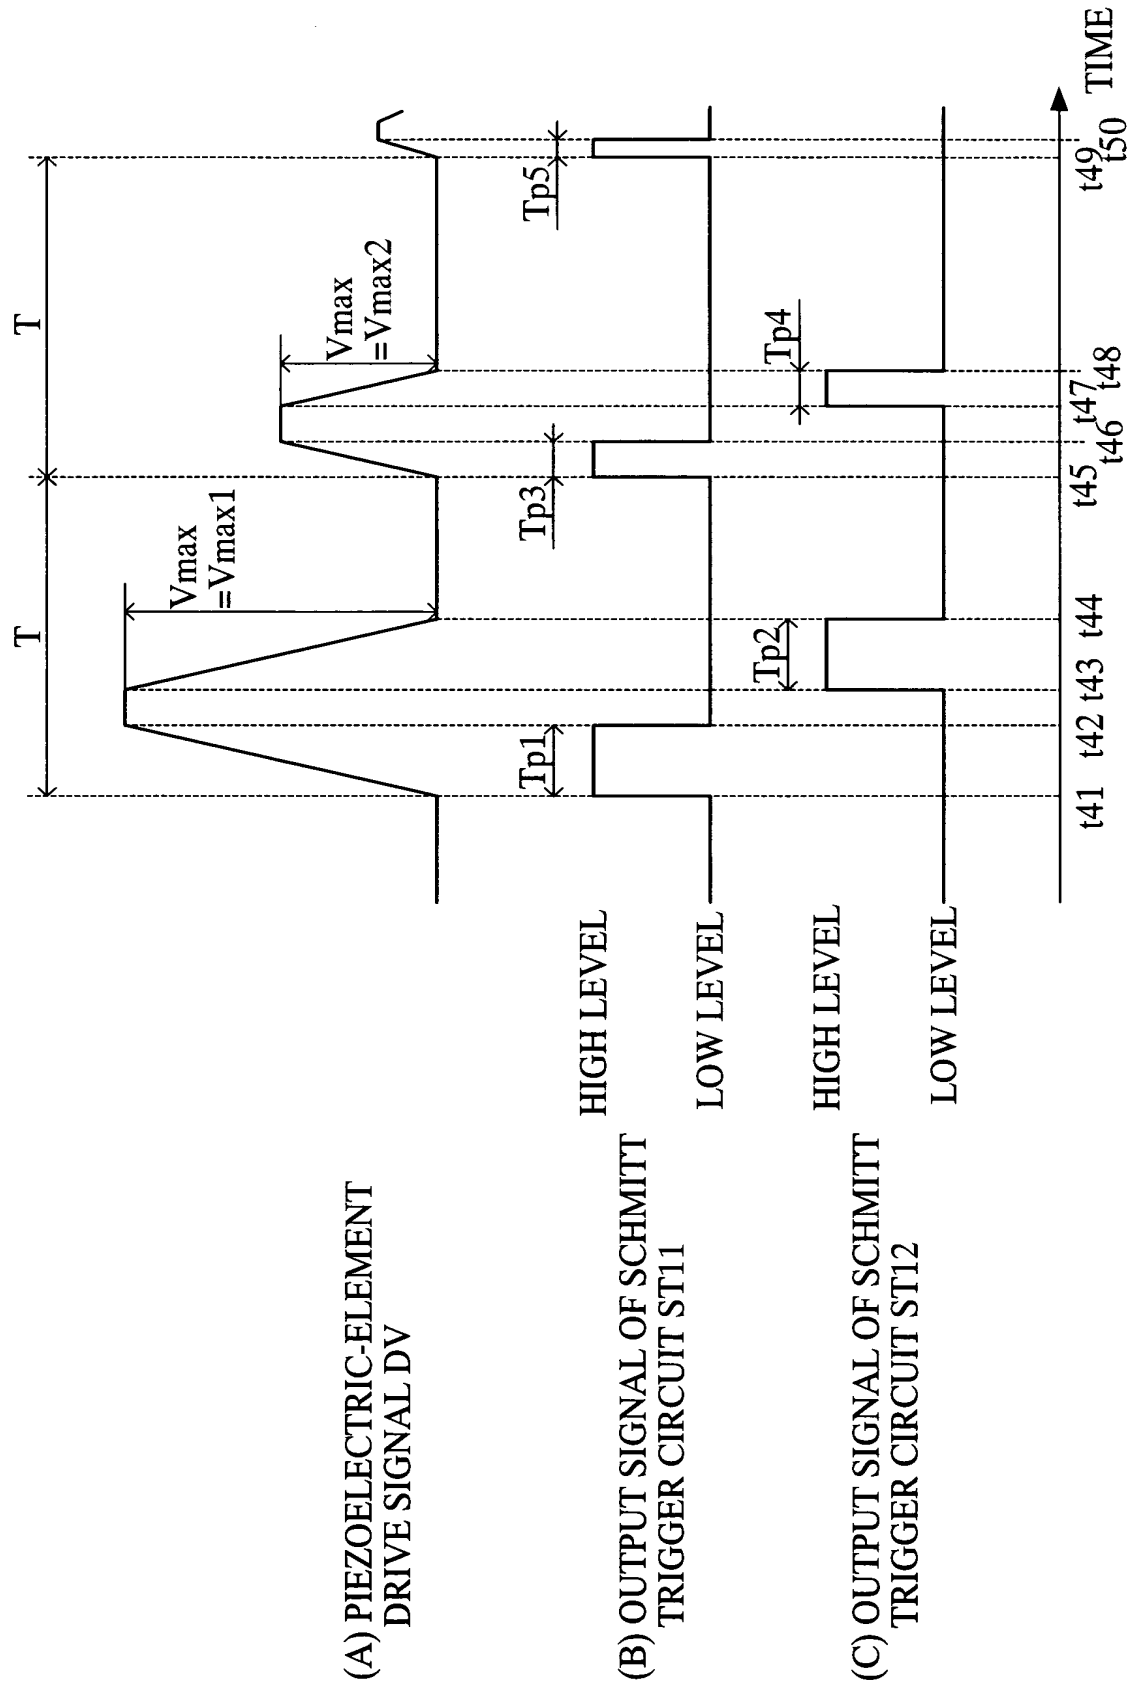 T
T
Vmax
=Vmax1
Vmax
=Vmax2
(A) PIEZOELECTRIC-ELEMENT
DRIVE SIGNAL DV
Tp1
Tp3
Tp5
HIGH LEVEL
LOW LEVEL
(B) OUTPUT SIGNAL OF SCHMITT
TRIGGER CIRCUIT ST11
Tp2
Tp4
HIGH LEVEL
LOW LEVEL
(C) OUTPUT SIGNAL OF SCHMITT
TRIGGER CIRCUIT ST12
t41
t42
t43
t44
t45
t46
t47
t48
t49
t50
TIME